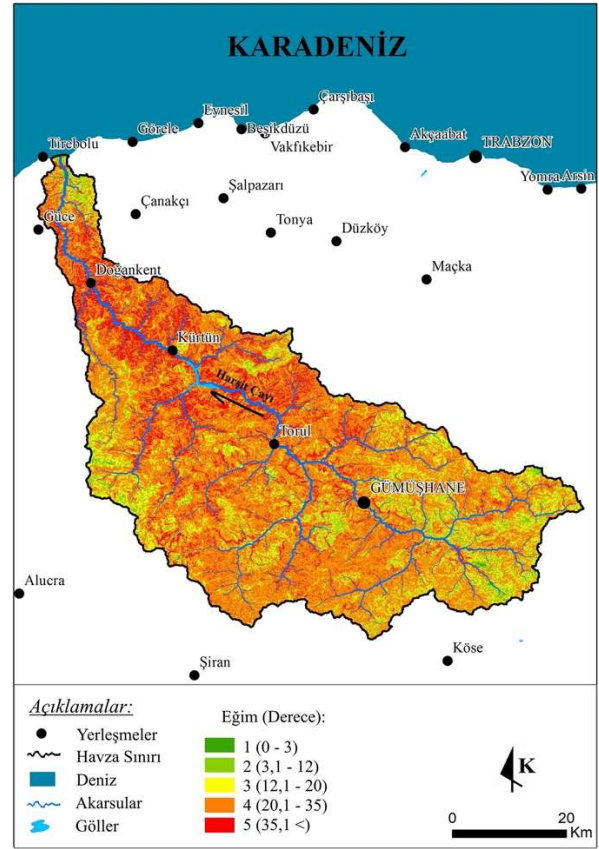 KARADENİZ
Çarşıbaşı
Eynesil
Beşikdüzü
Görele
Akçaabat
Vakfıkebir
TRABZON
Tirebolu
Yomra Arsin
Şalpazarı
Çanakçı
Güce
Tonya
Düzköy
Maçka
Doğankent
Kürtün
Harşit Çayı
Torul
GÜMÜŞHANE
Alucra
Şiran
Köse
Açıklamalar:
Yerleşmeler
Havza Sınırı
Deniz
Akarsular
Göller
Eğim (Derece):
1 (0 - 3)
2 (3,1 - 12)
3 (12,1 - 20)
4 (20,1 - 35)
5 (35,1 <)
K
0 20
Km